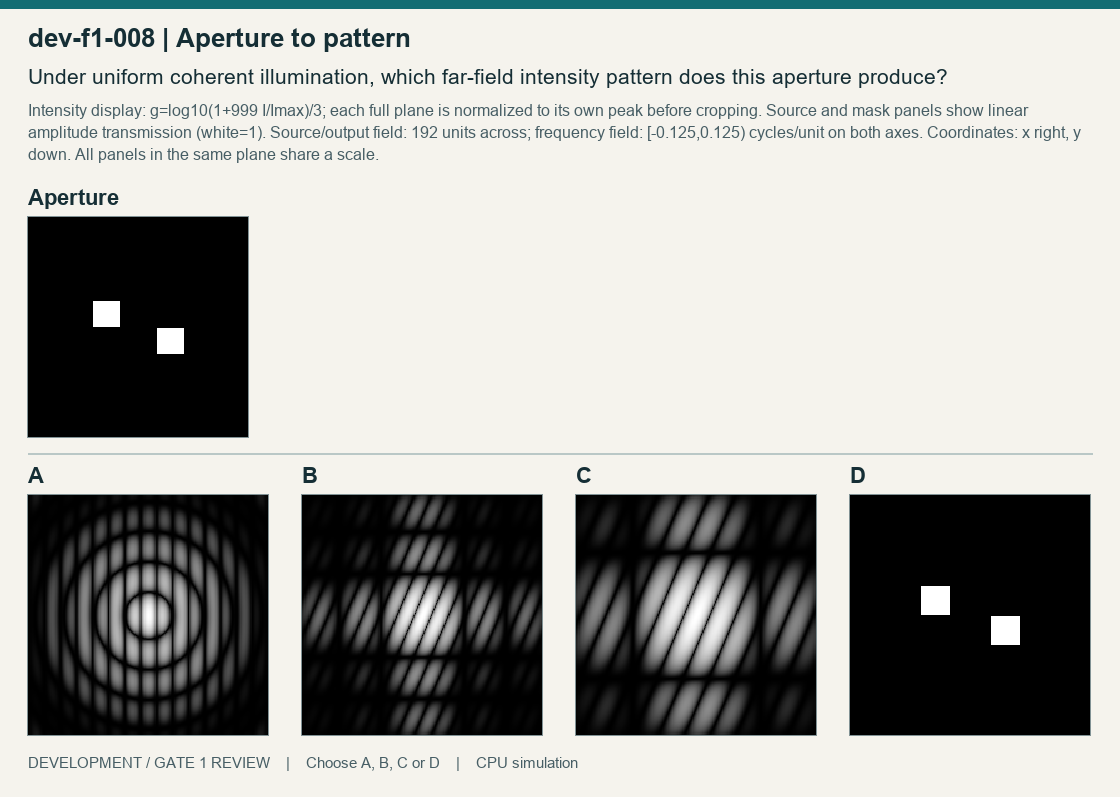 dev-f1-008 | Aperture to pattern
Under uniform coherent illumination, which far-field intensity pattern does this aperture produce?
Intensity display: g=log10(1+999 I/Imax)/3; each full plane is normalized to its own peak before cropping. Source and mask panels show linear
amplitude transmission (white=1). Source/output field: 192 units across; frequency field: [-0.125,0.125) cycles/unit on both axes. Coordinates: x right, y
down. All panels in the same plane share a scale.
Aperture
A B C D
DEVELOPMENT / GATE 1 REVIEW | Choose A, B, C or D | CPU simulation